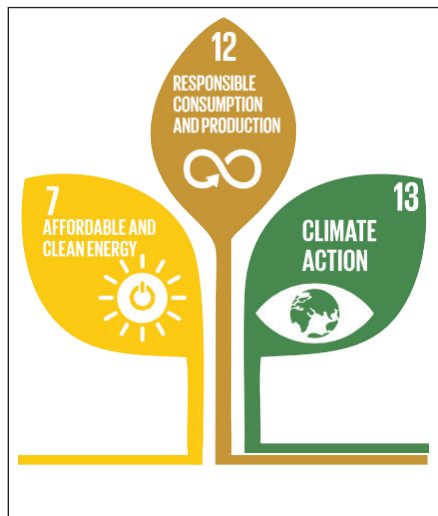 12
RESPONSIBLE
CONSUMPTION
AND PRODUCTION
7
AFFORDABLE AND
CLEAN ENERGY
13
CLIMATE
ACTION